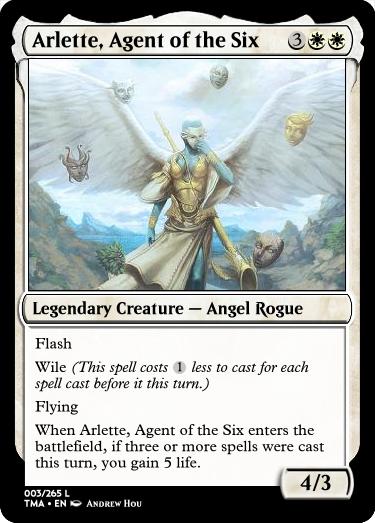 Arlette, Agent of the Six 3
Legendary Creature — Angel Rogue
Flash
Wile (This spell costs 1 less to cast for each
spell cast before it this turn.)
Flying
When Arlette, Agent of the Six enters the
battlefield, if three or more spells were cast
this turn, you gain 5 life.
4/3
003/265 L
TMA • EN Andrew Hou